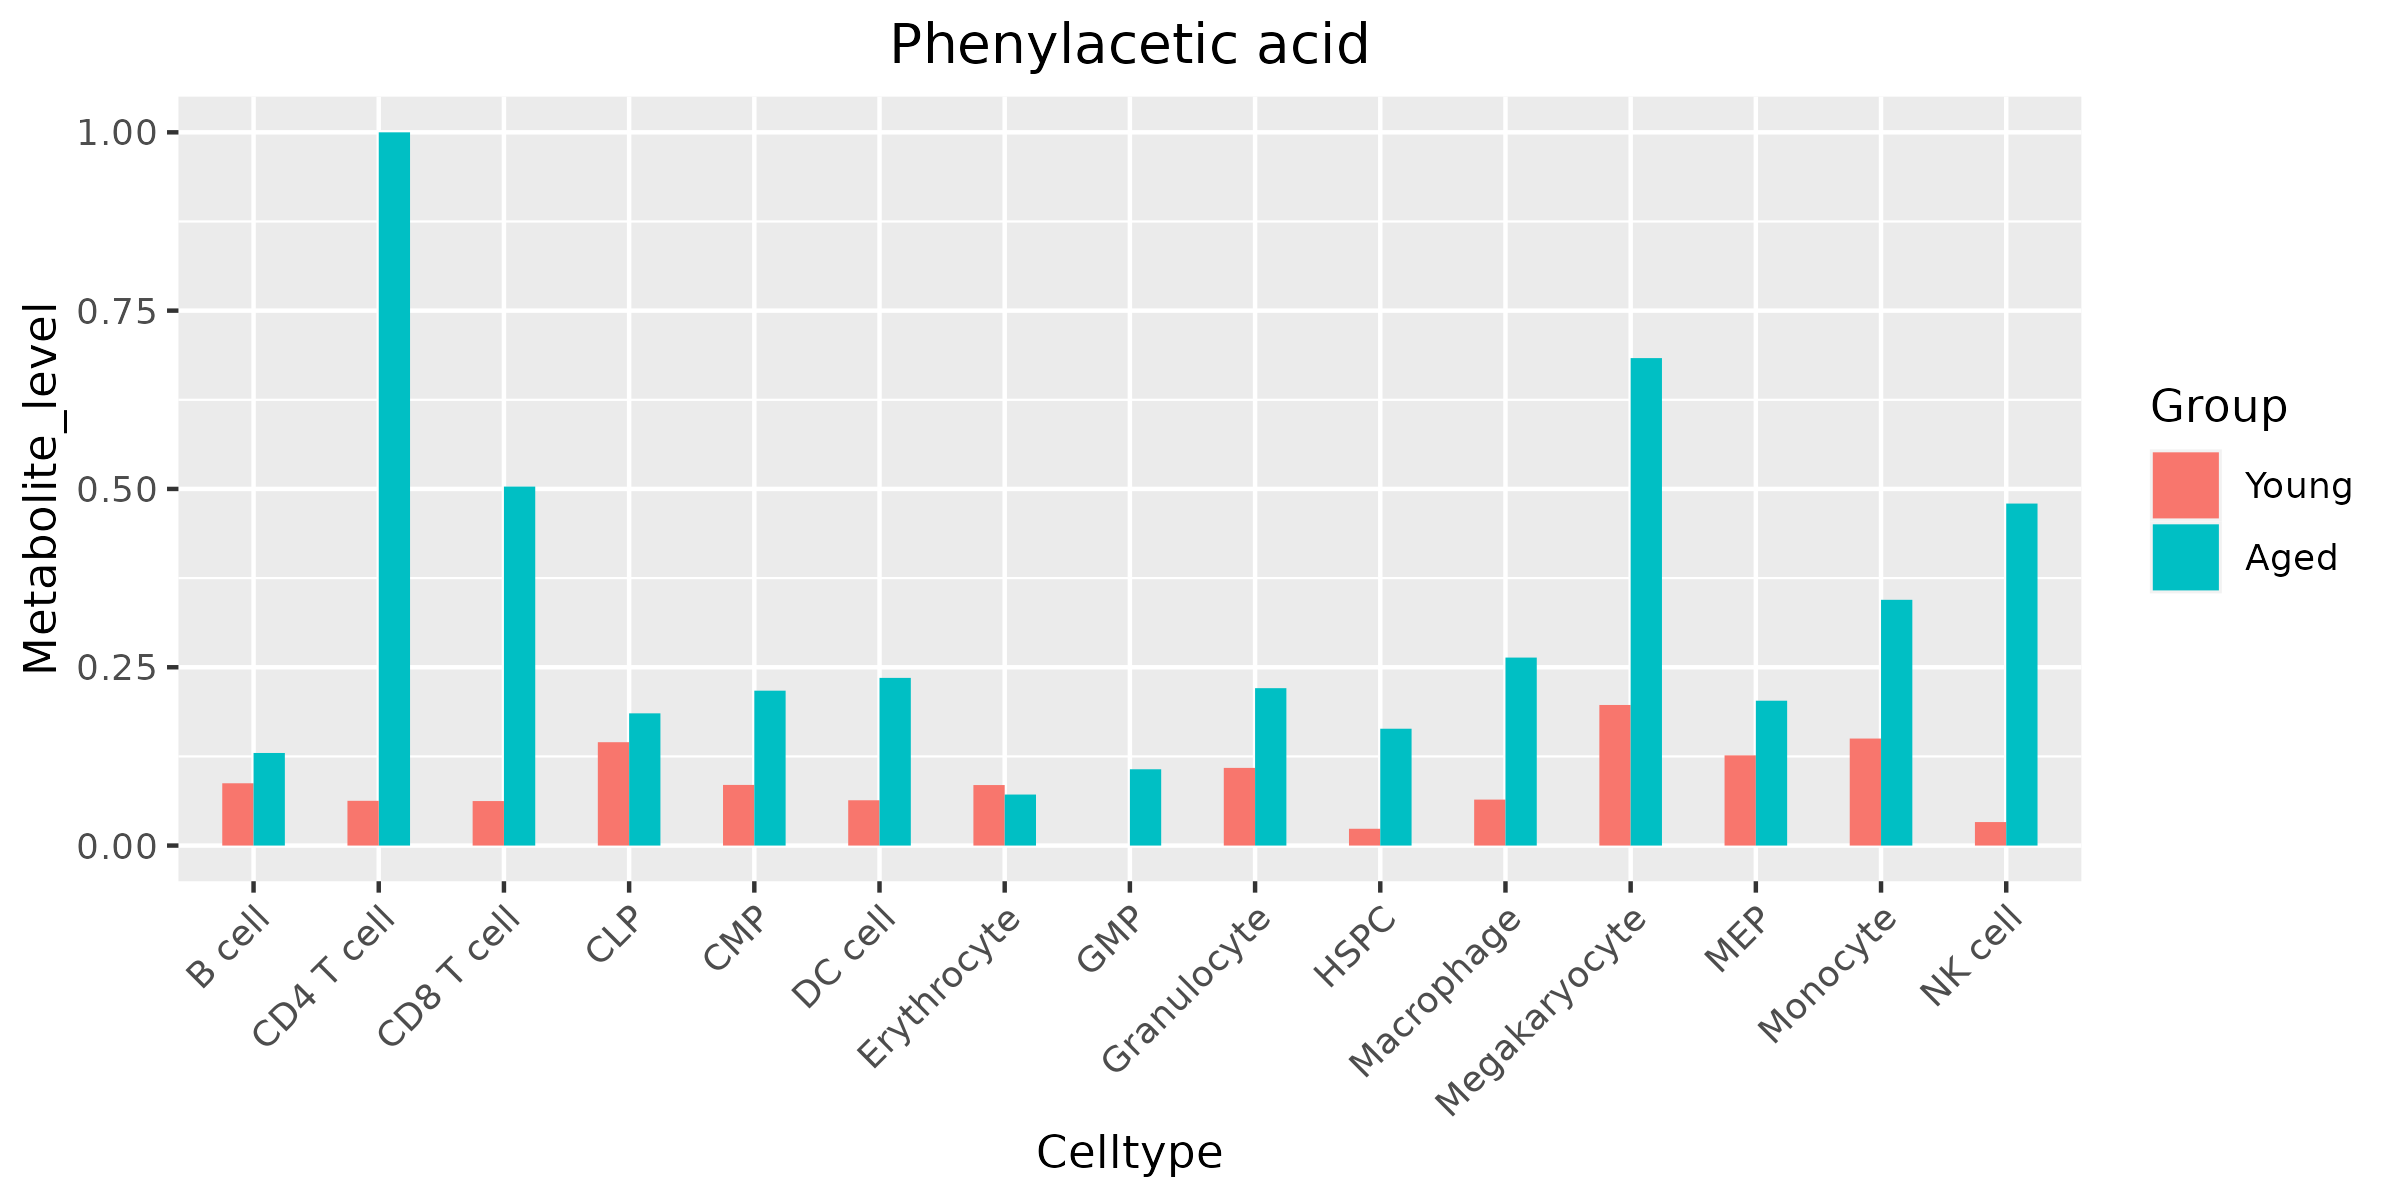 Phenylacetic acid
Metabolite_level
1.00
0.75
0.50
0.25
0.00
B cell
CD4 T cell
CD8 T cell
CLP
CMP
DC cell
Erythrocyte
GMP
Granulocyte
HSPC
Macrophage
Megakaryocyte
MEP
Monocyte
NK cell
Celltype
Group
Young
Aged